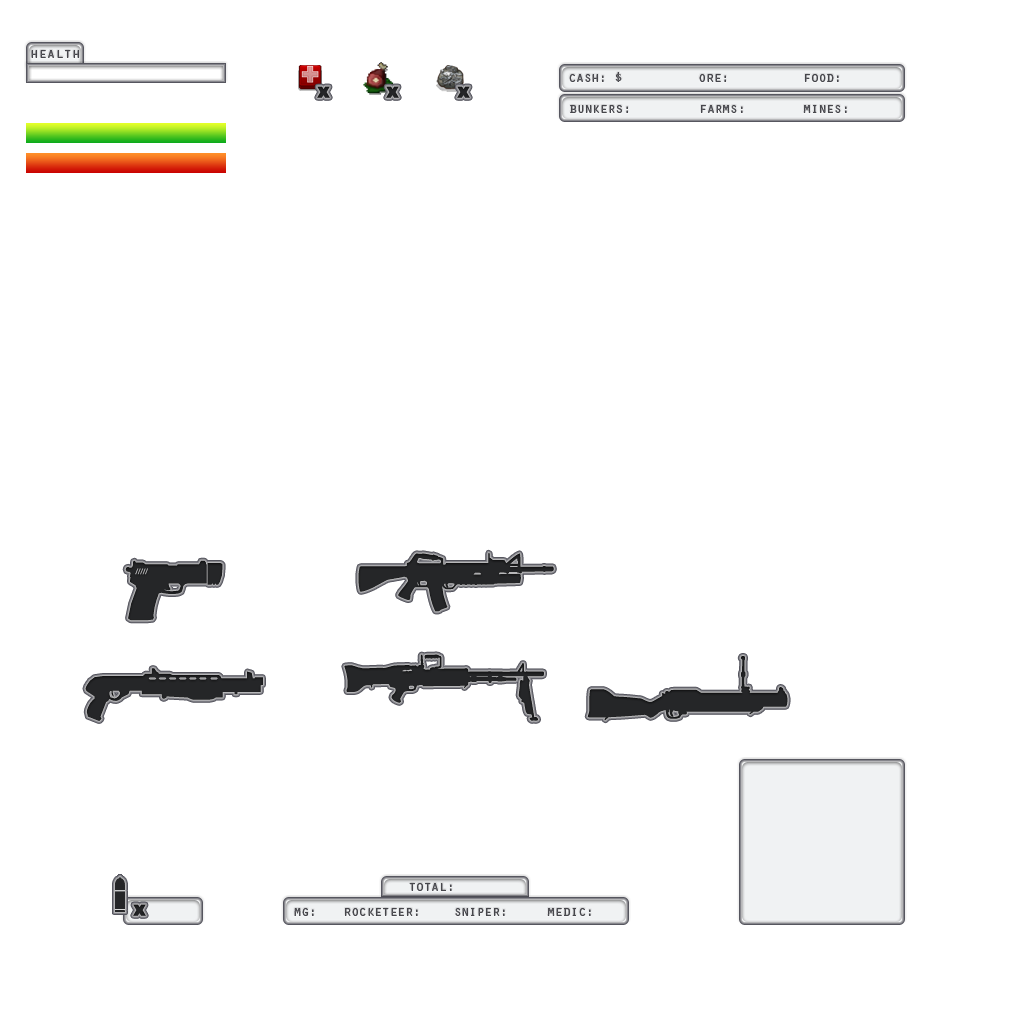 HEALTH
X X X
CASH: $ ORE: FOOD:
BUNKERS: FARMS: MINES:
TOTAL:
X
MG: ROCKETEER: SNIPER: MEDIC: